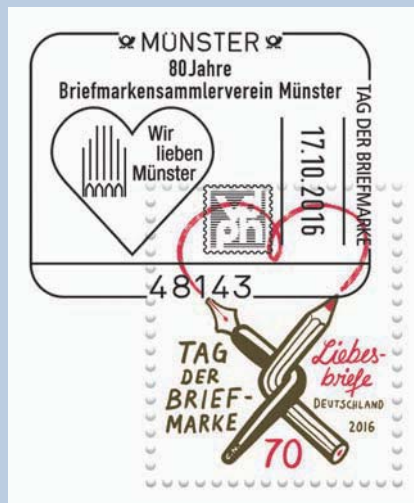 MÜNSTER
80 Jahre
Briefmarkensammlerverein Münster
Wir
lieben
Münster
17.10.2016
TAG DER BRIEFMARKE
ph
48143
TAG
DER
BRIEF-
MARKE
Liebes-
briefe
DEUTSCHLAND
2016
70